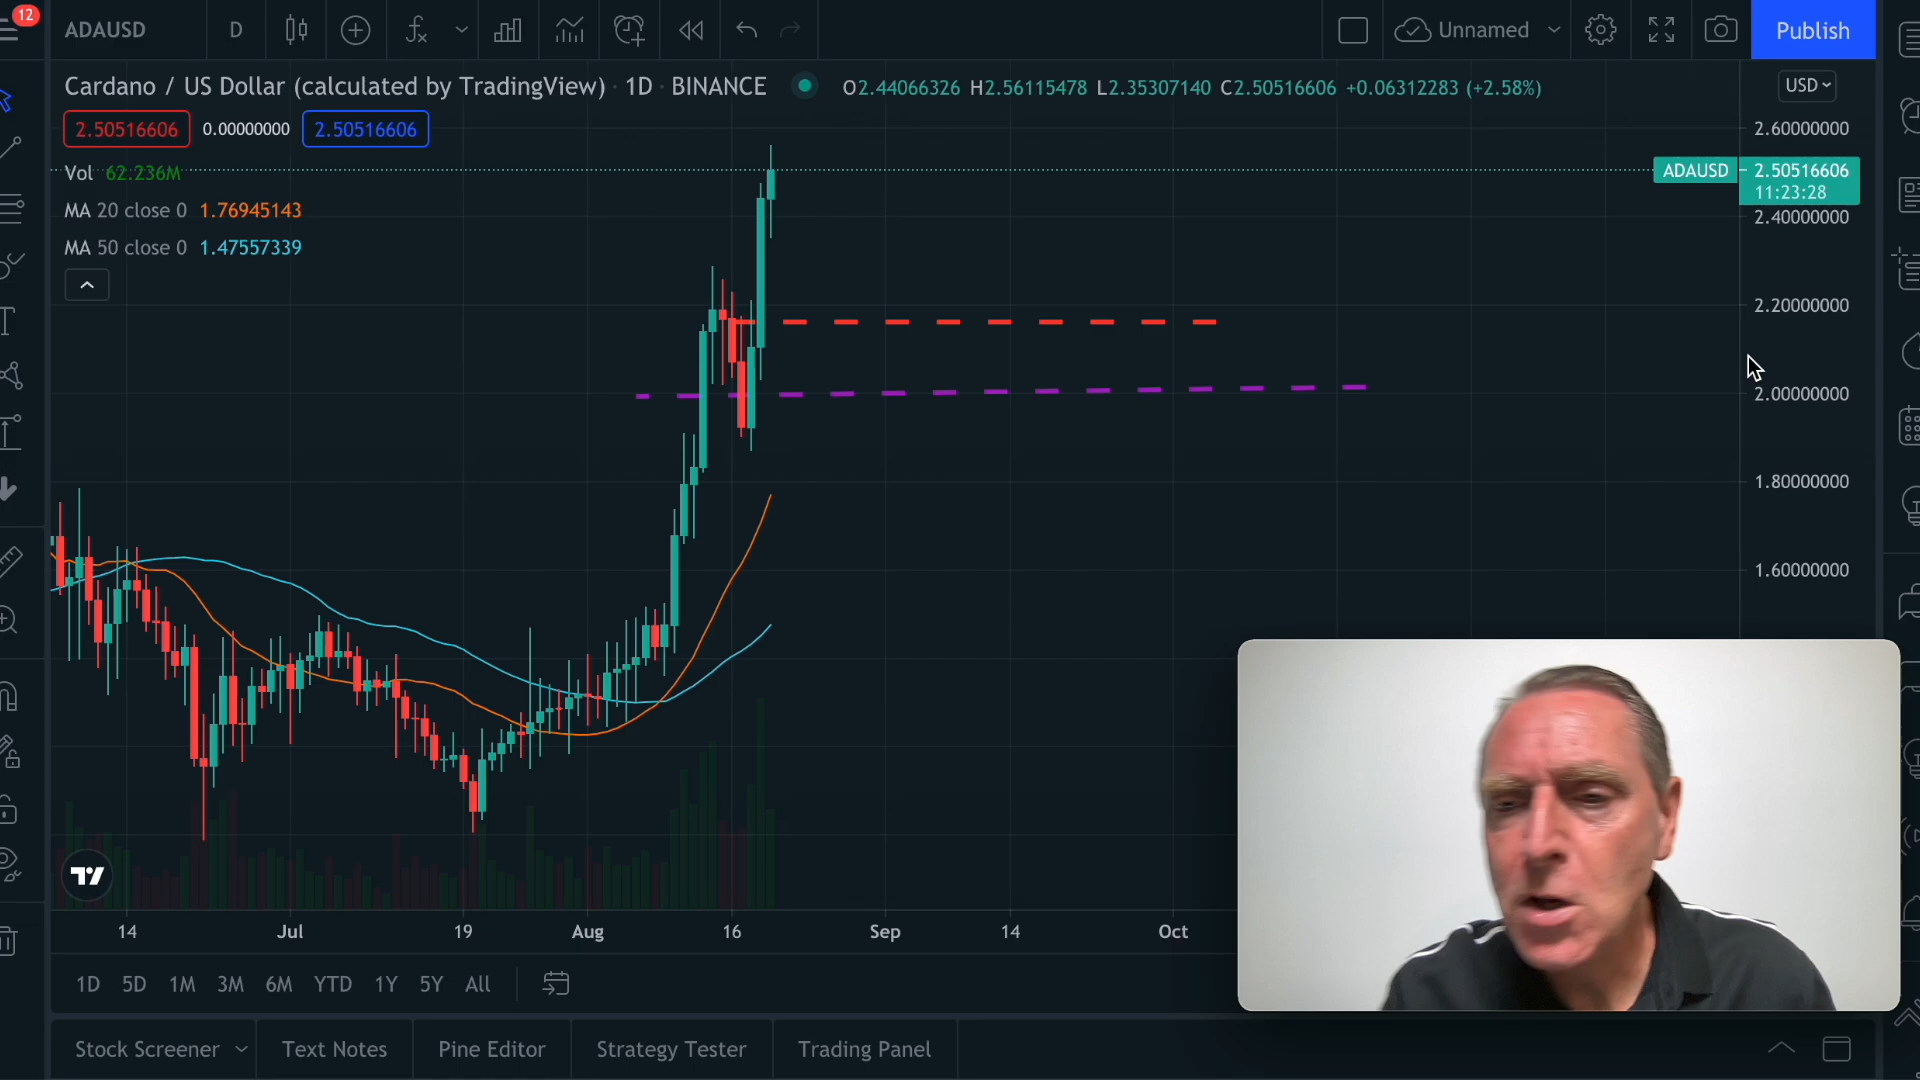 12
ADAUSD
D
Unnamed
Publish
Cardano / US Dollar (calculated by TradingView) · 1D · BINANCE
O2.44066326 H2.56115478 L2.35307140 C2.50516606 +0.06312283 (+2.58%)
USD
2.50516606
0.00000000
2.50516606
2.60000000
Vol 62.236M
ADAUSD
2.50516606
11:23:28
MA 20 close 0 1.76945143
2.40000000
MA 50 close 0 1.47557339
2.20000000
2.00000000
1.80000000
1.60000000
14
Jul
19
Aug
16
Sep
14
Oct
1D
5D
1M
3M
6M
YTD
1Y
5Y
All
Stock Screener
Text Notes
Pine Editor
Strategy Tester
Trading Panel